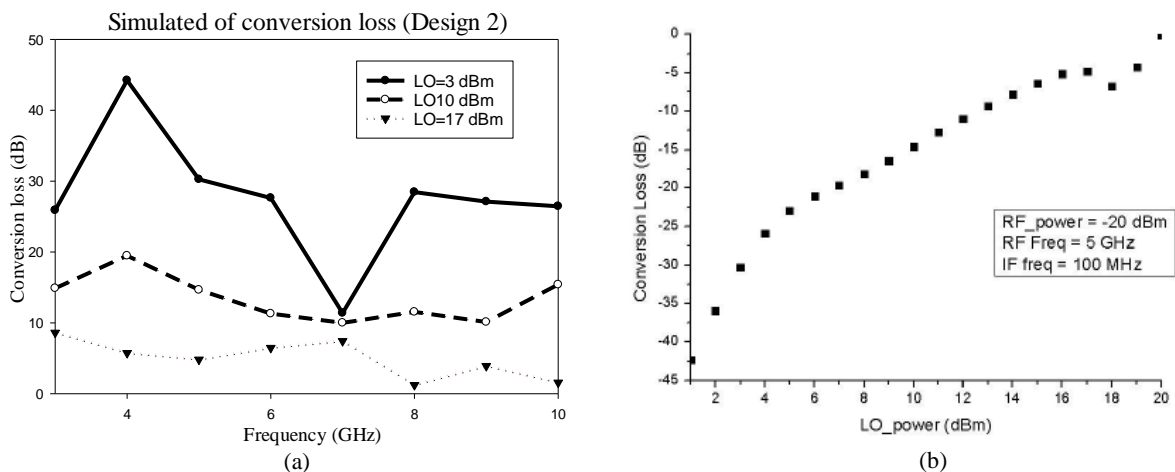 Simulated of conversion loss (Design 2)
50
40
30
20
10
0
Conversion loss (dB)
LO=3 dBm
LO10 dBm
LO=17 dBm
4
6
8
10
Frequency (GHz)
(a)
0
-5
-10
-15
-20
-25
-30
-35
-40
-45
Conversion Loss (dB)
RF_power = -20 dBm
RF Freq = 5 GHz
IF freq = 100 MHz
2
4
6
8
10
12
14
16
18
20
LO_power (dBm)
(b)